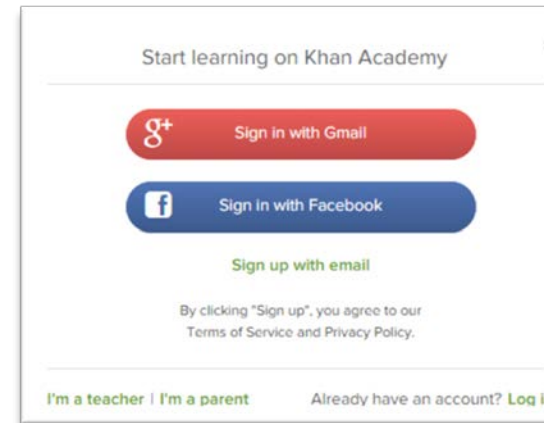 Start learning on Khan Academy
g+ Sign in with Gmail
f Sign in with Facebook
Sign up with email
By clicking "Sign up", you agree to our
Terms of Service and Privacy Policy.
I'm a teacher | I'm a parent Already have an account? Log i